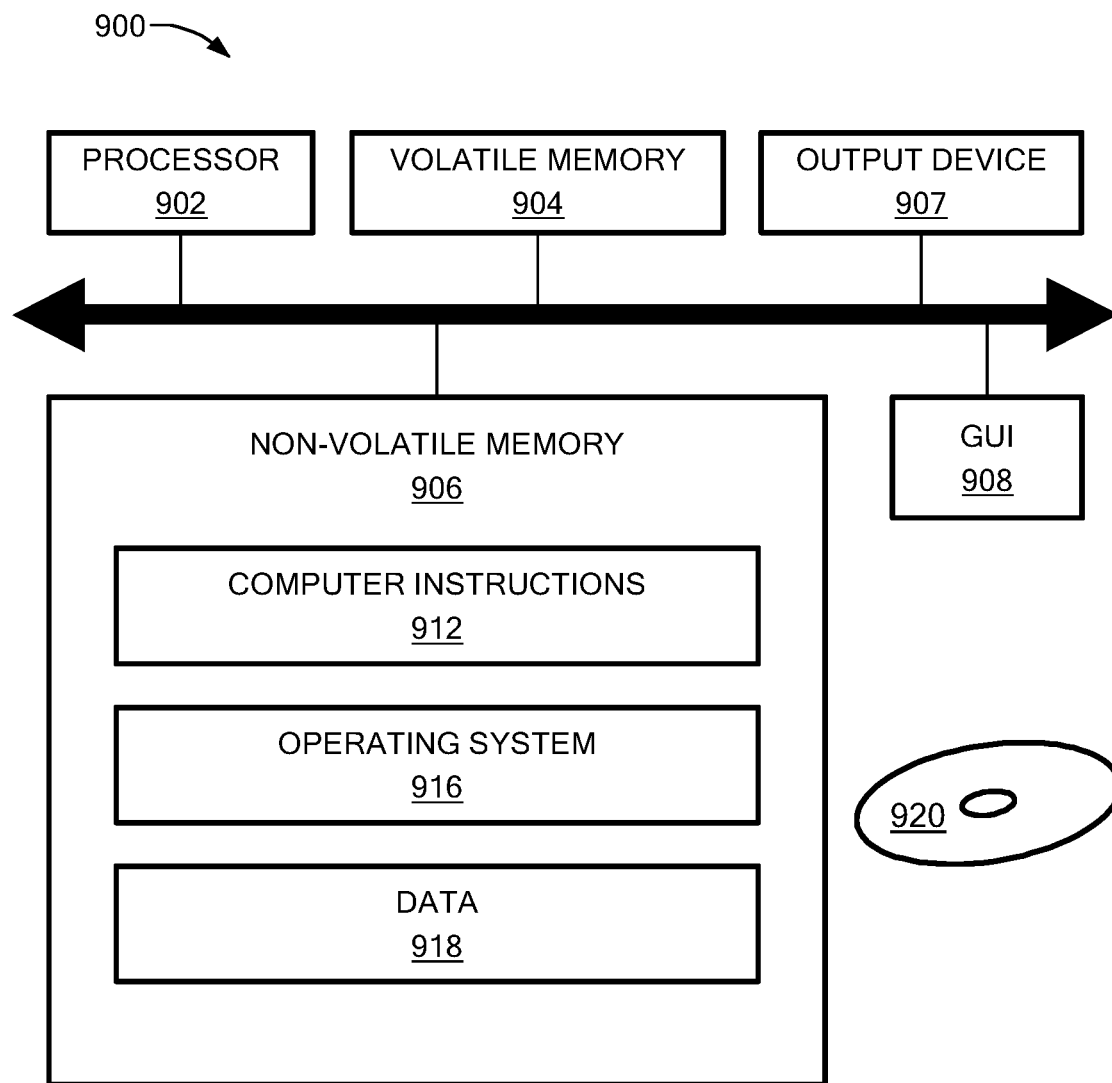 900
PROCESSOR
902
VOLATILE MEMORY
904
OUTPUT DEVICE
907
NON-VOLATILE MEMORY
906
GUI
908
COMPUTER INSTRUCTIONS
912
OPERATING SYSTEM
916
920
DATA
918